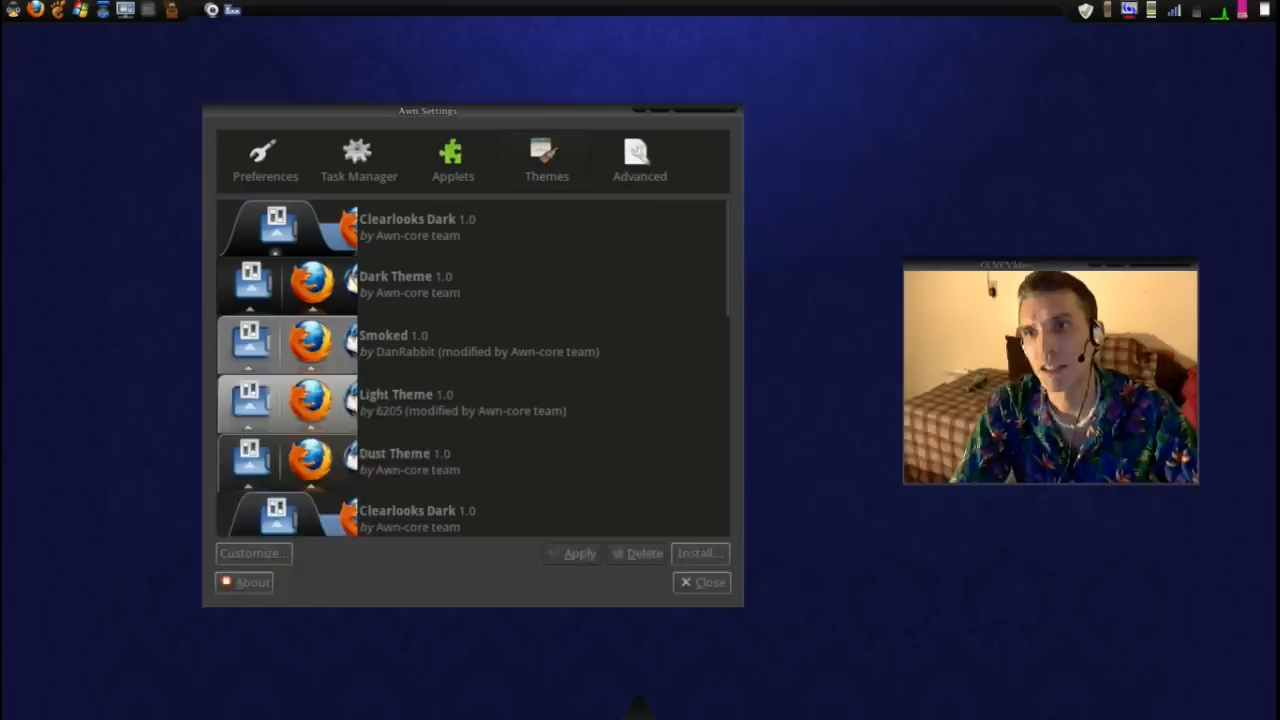 Awn Settings
Preferences
Task Manager
Applets
Themes
Advanced
Clearlooks Dark 1.0
by Awn-core team
Dark Theme 1.0
by Awn-core team
Smoked 1.0
by DanRabbit (modified by Awn-core team)
Light Theme 1.0
by 6205 (modified by Awn-core team)
Dust Theme 1.0
by Awn-core team
Clearlooks Dark 1.0
by Awn-core team
Customize...
Apply
Delete
Install...
About
Close